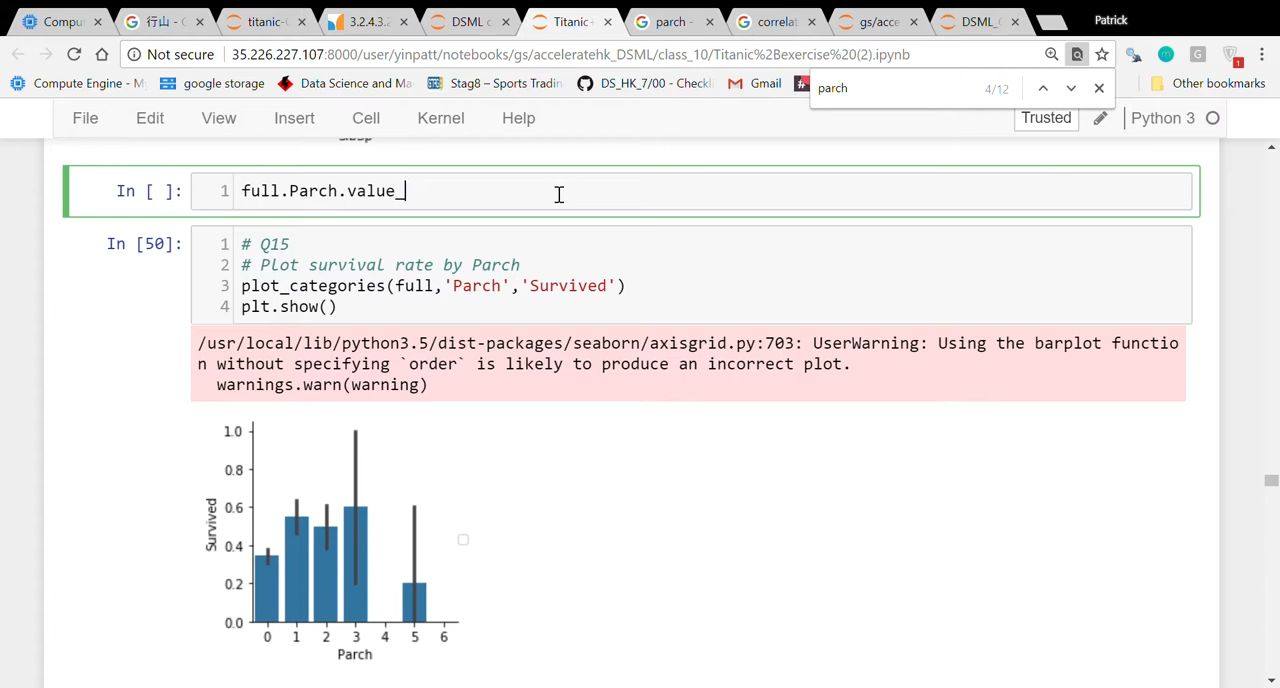 Patrick
Comput
行山 - G
titanic-
3.2.4.3.2
DSML c
Titanic+
parch -
correlat
gs/acce
DSML_
Not secure
35.226.227.107:8000/user/yinpatt/notebooks/gs/acceleratehk_DSML/class_10/Titanic%2Bexercise%20(2).ipynb
Compute Engine - My
google storage
Data Science and Ma
Stag8 – Sports Tradin
DS_HK_7/00 - Checkl
Gmail
Other bookmarks
parch
4/12
File
Edit
View
Insert
Cell
Kernel
Help
Trusted
Python 3
SibSp
In [ ]:
1 full.Parch.value_
In [50]:
1 # Q15
2 # Plot survival rate by Parch
3 plot_categories(full,'Parch','Survived')
4 plt.show()
/usr/local/lib/python3.5/dist-packages/seaborn/axisgrid.py:703: UserWarning: Using the barplot functio
n without specifying `order` is likely to produce an incorrect plot.
warnings.warn(warning)
1.0
0.8
0.6
0.4
0.2
0.0
Survived
0 1 2 3 4 5 6
Parch